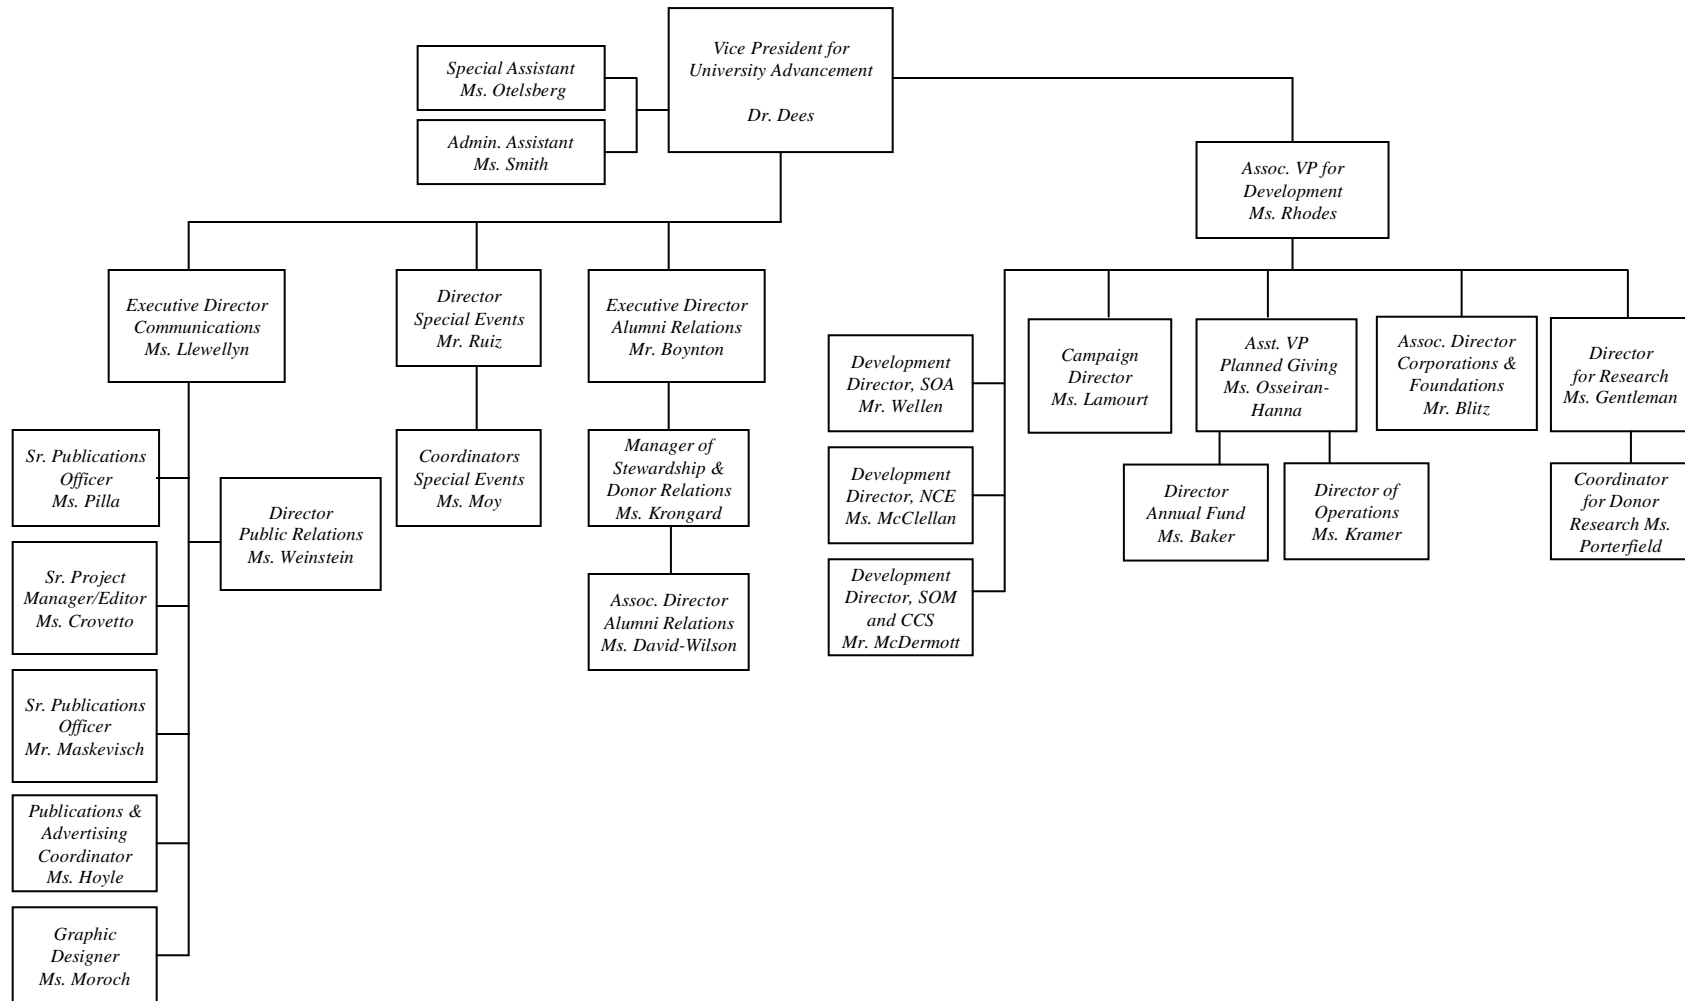 Vice President for
University Advancement
Dr. Dees
Special Assistant
Ms. Otelsberg
Admin. Assistant
Ms. Smith
Assoc. VP for
Development
Ms. Rhodes
Executive Director
Communications
Ms. Llewellyn
Director
Special Events
Mr. Ruiz
Executive Director
Alumni Relations
Mr. Boynton
Sr. Publications
Officer
Ms. Pilla
Director
Public Relations
Ms. Weinstein
Sr. Project
Manager/Editor
Ms. Crovetto
Sr. Publications
Officer
Mr. Maskevisch
Publications &
Advertising
Coordinator
Ms. Hoyle
Graphic
Designer
Ms. Moroch
Coordinators
Special Events
Ms. Moy
Manager of
Stewardship &
Donor Relations
Ms. Krongard
Assoc. Director
Alumni Relations
Ms. David-Wilson
Development
Director, SOA
Mr. Wellen
Development
Director, NCE
Ms. McClellan
Development
Director, SOM
and CCS
Mr. McDermott
Campaign
Director
Ms. Lamourt
Asst. VP
Planned Giving
Ms. Osseiran-
Hanna
Director
Annual Fund
Ms. Baker
Director of
Operations
Ms. Kramer
Assoc. Director
Corporations &
Foundations
Mr. Blitz
Director
for Research
Ms. Gentleman
Coordinator
for Donor
Research Ms.
Porterfield